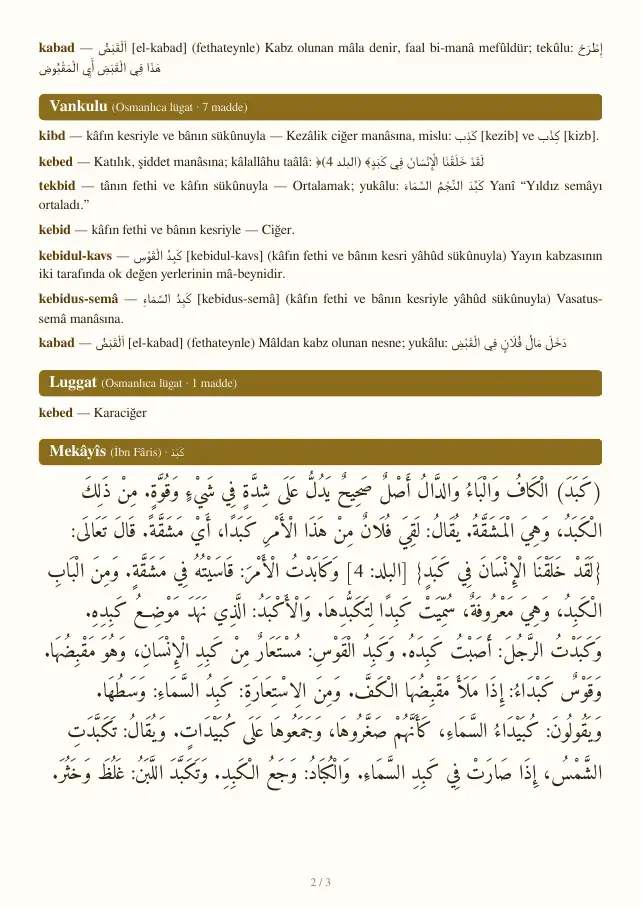 kabad — اَلْقَبَضُ [el-kabad] (fethateynle) Kabz olunan mâla denir, faal bi-manâ mefûldür; tekûlu: إِطْرَحْ
هَذَا فِي الْقَبَضِ أَيِ الْمَقْبُوضِ
Vankulu (Osmanlıca lügat · 7 madde)
kibd — kâfın kesriyle ve bânın sükûnuyla — Kezâlik ciğer manâsına, mislu: كَذِب [kezib] ve كِذْب [kizb].
kebed — Katılık, şiddet manâsına; kâlallâhu taâlâ: لَقَدْ خَلَقْنَا الْإِنْسَانَ فِي كَبَدٍ﴾ (البلد 4)﴿
tekbid — tânın fethi ve kâfın sükûnuyla — Ortalamak; yukâlu: كَبَّدَ النَّجْمُ السَّمَاءَ Yanî “Yıldız semâyı
ortaladı.”
kebid — kâfın fethi ve bânın kesriyle — Ciğer.
kebidul-kavs — كَبِدُ الْقَوْسِ [kebidul-kavs] (kâfın fethi ve bânın kesri yâhûd sükûnuyla) Yayın kabzasının
iki tarafında ok değen yerlerinin mâ-beynidir.
kebidus-semâ — كَبِدُ السَّمَاءِ [kebidus-semâ] (kâfın fethi ve bânın kesriyle yâhûd sükûnuyla) Vasatus-
semâ manâsına.
kabad — اَلْقَبَضُ [el-kabad] (fethateynle) Mâldan kabz olunan nesne; yukâlu: دَخَلَ مَالُ فُلَانٍ فِي الْقَبَضِ
Luggat (Osmanlıca lügat · 1 madde)
kebed — Karaciğer
Mekâyîs (İbn Fâris) · كَبَدَ
(كَبَدَ) الْكَافُ وَالْبَاءُ وَالدَّالُ أَصْلٌ صَحِيحٌ يَدُلُّ عَلَى شِدَّةٍ فِي شَيْءٍ وَقُوَّةٍ. مِنْ ذَلِكَ
الْكَبَدُ، وَهِيَ الْمَشَقَّةُ. يُقَالُ: لَقِيَ فُلَانٌ مِنْ هَذَا الْأَمْرِ كَبَدًا، أَيْ مَشَقَّةً. قَالَ تَعَالَى:
{لَقَدْ خَلَقْنَا الْإِنْسَانَ فِي كَبَدٍ} [البلد: 4] وَكَابَدْتُ الْأَمْرَ: قَاسَيْتُهُ فِي مَشَقَّةٍ. وَمِنَ الْبَابِ
الْكَبِدُ، وَهِيَ مَعْرُوفَةٌ، سُمِّيَتْ كَبِدًا لِتَكَبُّدِهَا. وَالْأَكْبَدُ: الَّذِي نَهَدَ مَوْضِعُ كَبِدِهِ.
وَكَبَدْتُ الرَّجُلَ: أَصَبْتُ كَبِدَهُ. وَكَبِدُ الْقَوْسِ: مُسْتَعَارٌ مِنْ كَبِدِ الْإِنْسَانِ، وَهُوَ مَقْبِضُهَا.
وَقَوْسٌ كَبْدَاءُ: إِذَا مَلَأَ مَقْبِضُهَا الْكَفَّ. وَمِنَ الِاسْتِعَارَةِ: كَبِدُ السَّمَاءِ: وَسَطُهَا.
وَيَقُولُونَ: كُبَيْدَاءُ السَّمَاءِ، كَأَنَّهُمْ صَغَّرُوهَا، وَجَمَعُوهَا عَلَى كُبَيْدَاتٍ. وَيُقَالُ: تَكَبَّدَتِ
الشَّمْسُ، إِذَا صَارَتْ فِي كَبِدِ السَّمَاءِ. وَالْكُبَادُ: وَجَعُ الْكَبِدِ. وَتَكَبَّدَ اللَّبَنُ: غَلُظَ وَخَثُرَ.
2 / 3